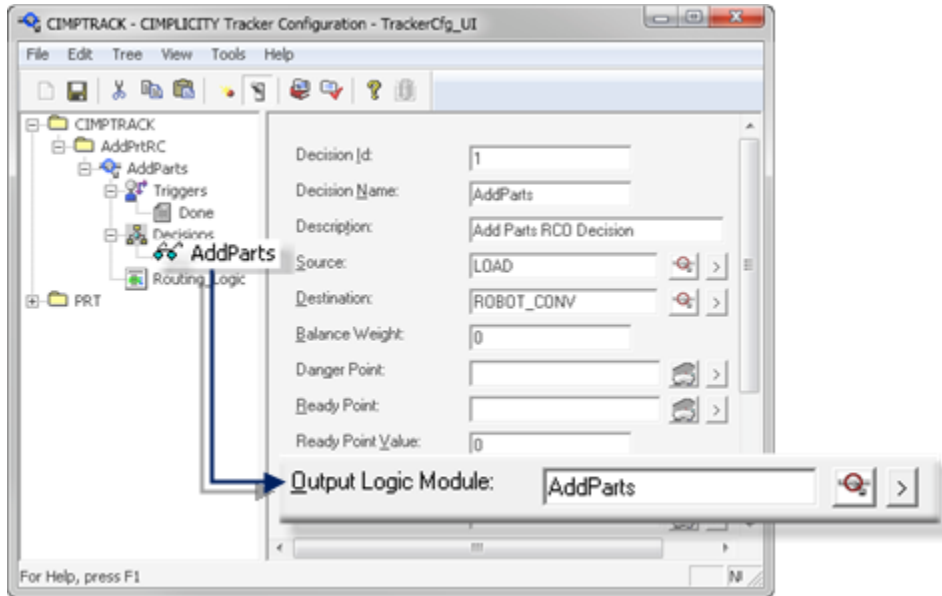 CIMPTRACK - CIMPLICITY Tracker Configuration - TrackerCfg_UI
File Edit Tree View Tools Help
CIMPTRACK
AddPrtRC
AddParts
Triggers
Done
Decisions
AddParts
Routing_Logic
PRT
Decision Id: 1
Decision Name: AddParts
Description: Add Parts RCO Decision
Source: LOAD >
Destination: ROBOT_CONV >
Balance Weight: 0
Danger Point: >
Ready Point: >
Ready Point Value: 0
Output Logic Module: AddParts >
For Help, press F1